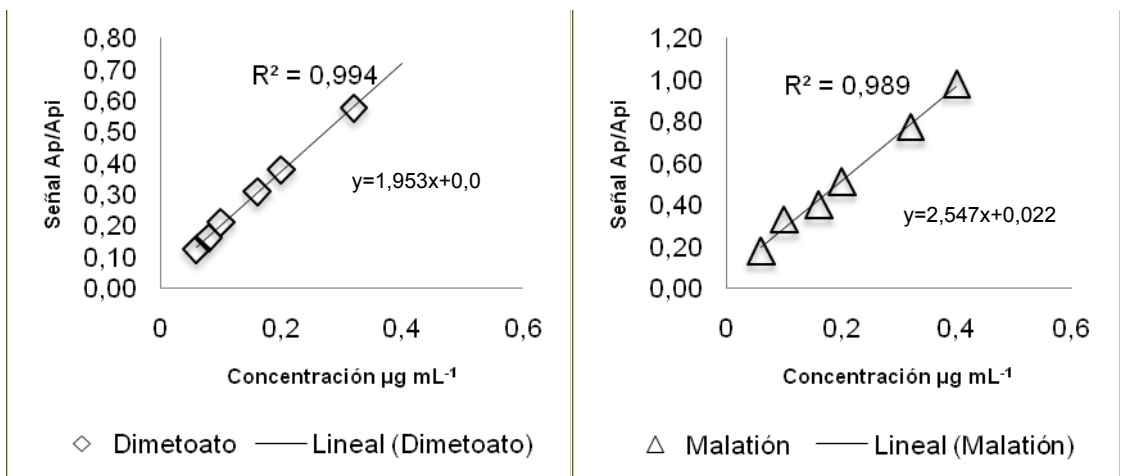 0,80
0,70
0,60
0,50
0,40
0,30
0,20
0,10
0,00
Señal Ap/Api
R² = 0,994
y=1,953x+0,0
0 0,2 0,4 0,6
Concentración µg mL⁻¹
Dimetoato Lineal (Dimetoato)
1,20
1,00
0,80
0,60
0,40
0,20
0,00
Señal Ap/Api
R² = 0,989
y=2,547x+0,022
0 0,2 0,4 0,6
Concentración µg mL⁻¹
Malatión Lineal (Malatión)